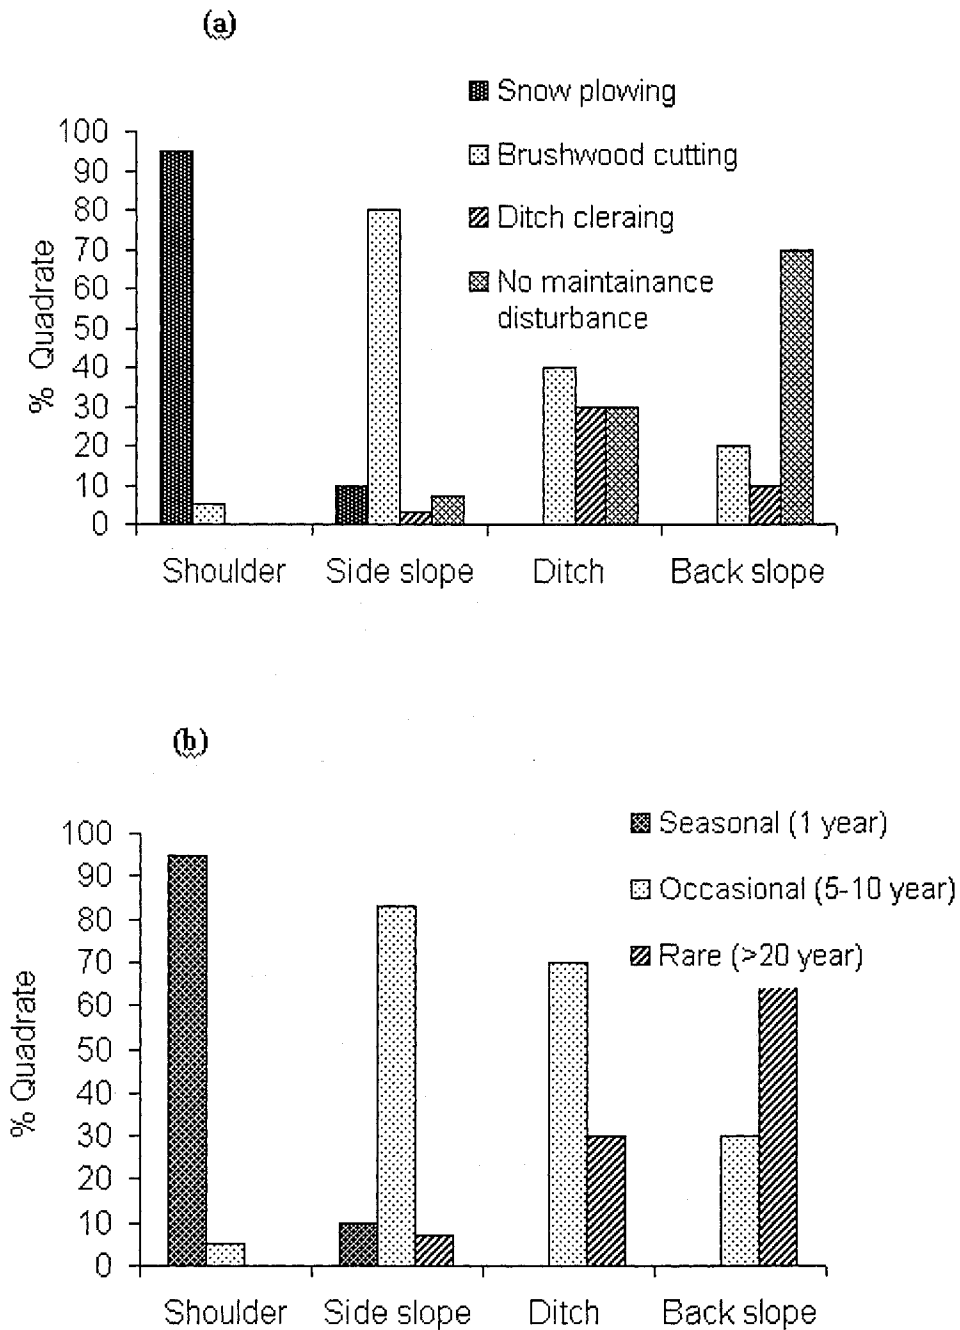 (a)
Snow plowing
Brushwood cutting
Ditch cleraing
No maintainance
disturbance
% Quadrate
100
90
80
70
60
50
40
30
20
10
0
Shoulder
Side slope
Ditch
Back slope
(b)
Seasonal (1 year)
Occasional (5-10 year)
Rare (>20 year)
% Quadrate
100
90
80
70
60
50
40
30
20
10
0
Shoulder
Side slope
Ditch
Back slope